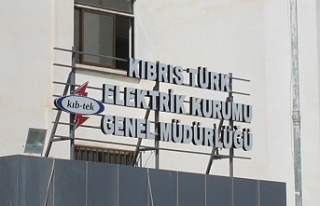 KIBRIS TÜRK
kıb-tek
ELEKTRİK KURUMU
GENEL MÜDÜRLÜĞÜ